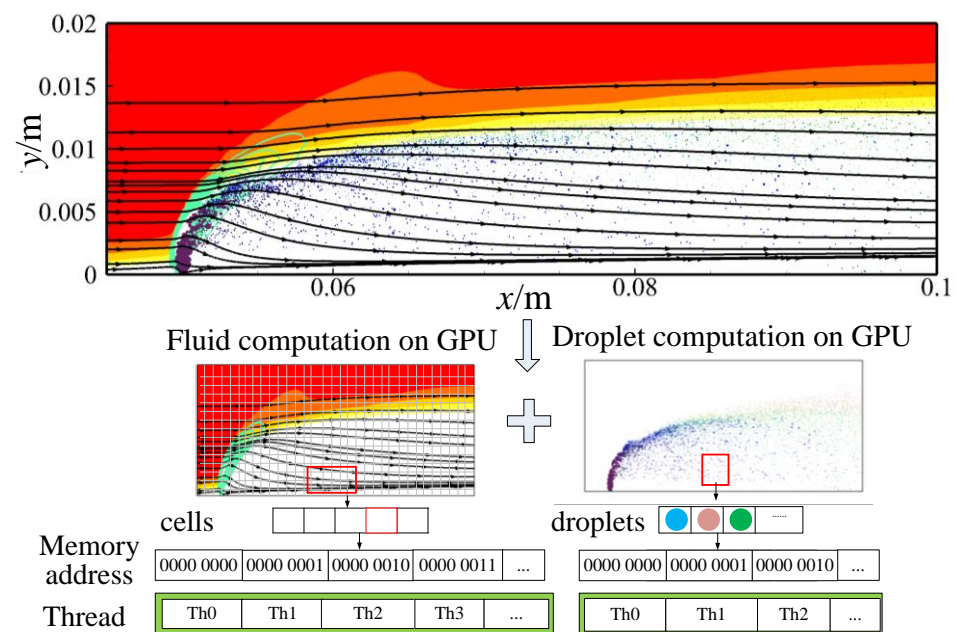 0.02
0.015
0.01
0.005
0
y/m
0.06
0.08
0.1
x/m
Fluid computation on GPU
Droplet computation on GPU
cells
droplets
......
Memory address
0000 0000 0000 0001 0000 0010 0000 0011 ...
0000 0000 0000 0001 0000 0010 ...
Thread
Th0 Th1 Th2 Th3 ...
Th0 Th1 Th2 ...